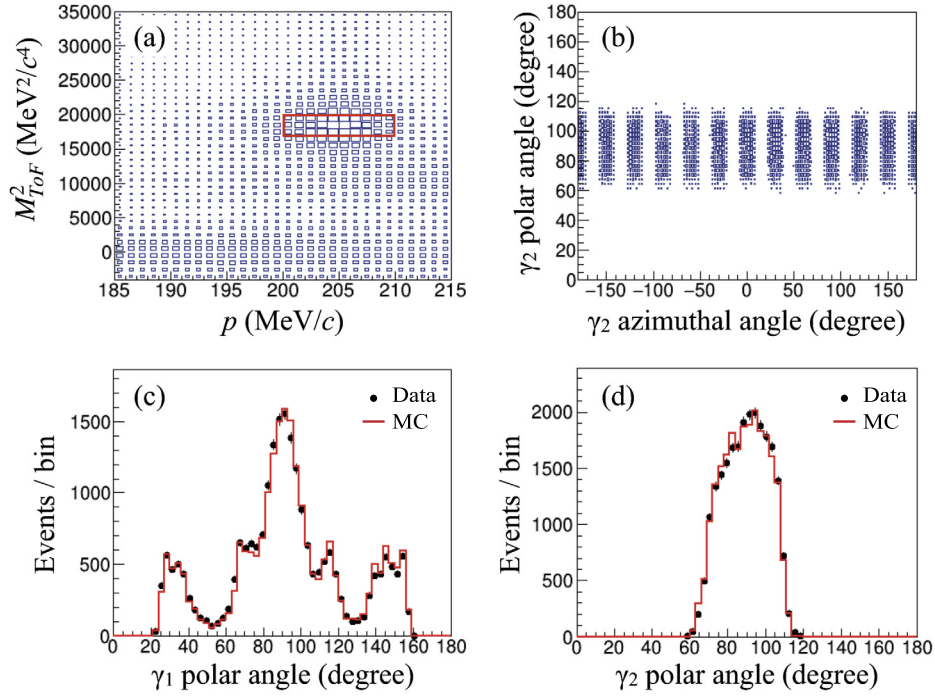 (a)
M²_ToF (MeV²/c⁴)
35000
30000
25000
20000
15000
10000
5000
0
185 190 195 200 205 210 215
p (MeV/c)
(b)
γ₂ polar angle (degree)
180
160
140
120
100
80
60
40
20
0
−150 −100 −50 0 50 100 150
γ₂ azimuthal angle (degree)
(c)
Data
MC
Events / bin
1500
1000
500
0
0 20 40 60 80 100 120 140 160 180
γ₁ polar angle (degree)
(d)
Data
MC
Events / bin
2000
1500
1000
500
0
0 20 40 60 80 100 120 140 160 180
γ₂ polar angle (degree)